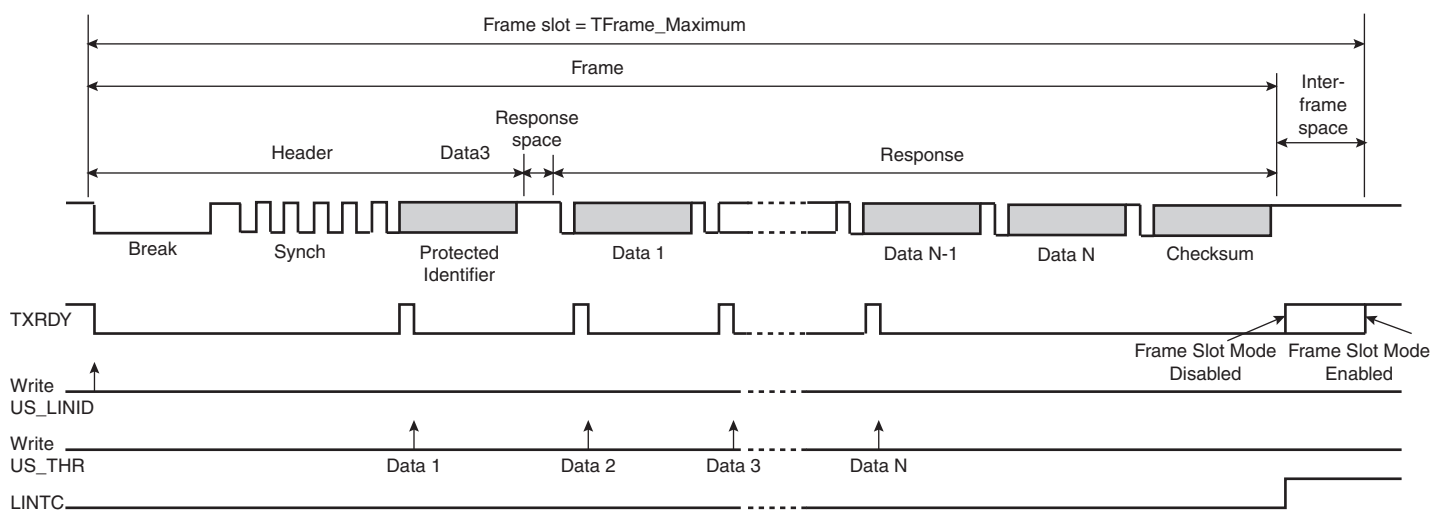 Frame slot = TFrame_Maximum
Frame
Inter-
frame
space
Response
space
Header
Data3
Response
Break
Synch
Protected
Identifier
Data 1
Data N-1
Data N
Checksum
TXRDY
Frame Slot Mode
Disabled
Frame Slot Mode
Enabled
Write
US_LINID
Write
US_THR
Data 1
Data 2
Data 3
Data N
LINTC